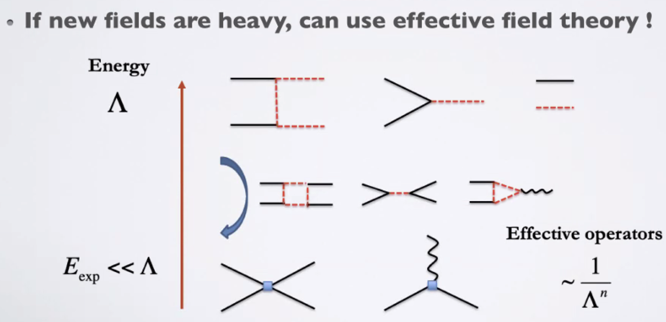 • If new fields are heavy, can use effective field theory !
Energy
Λ
Effective operators
E_exp << Λ
~ 1/Λ^n